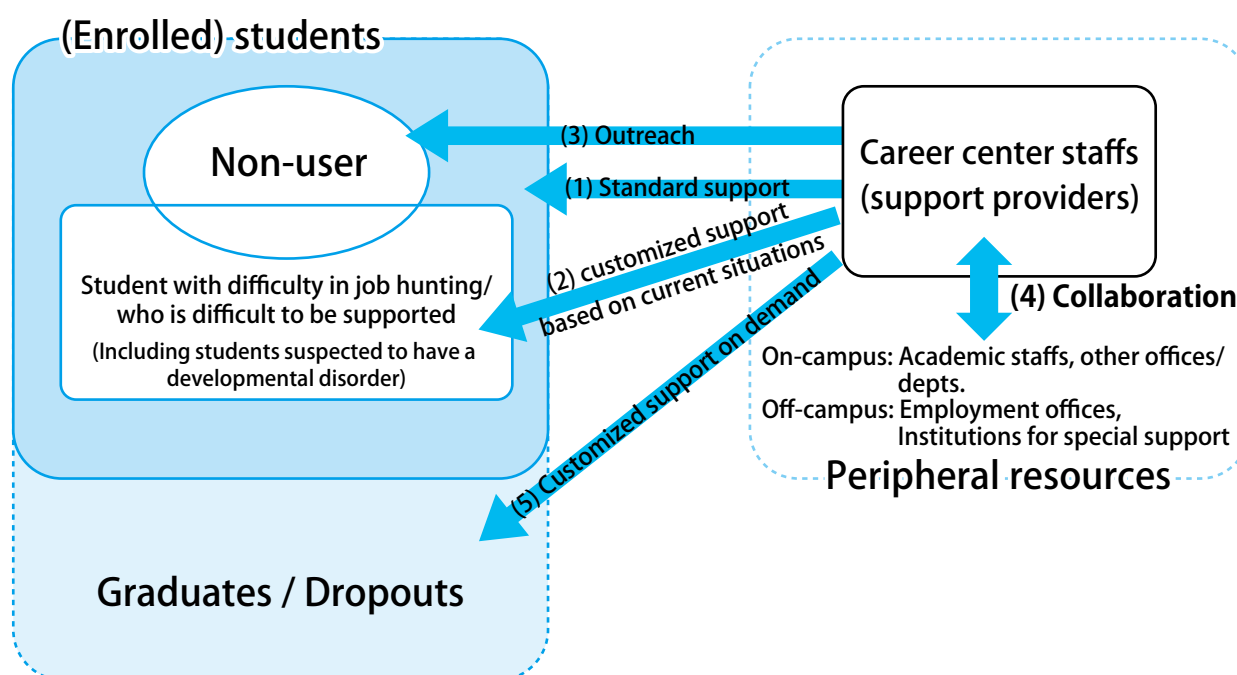 (Enrolled) students
Non-user
Student with difficulty in job hunting/
who is difficult to be supported
(Including students suspected to have a
developmental disorder)
Graduates / Dropouts
(3) Outreach
(1) Standard support
(2) customized support
based on current situations
(5) Customized support on demand
Career center staffs
(support providers)
(4) Collaboration
On-campus: Academic staffs, other offices/
depts.
Off-campus: Employment offices,
Institutions for special support
Peripheral resources